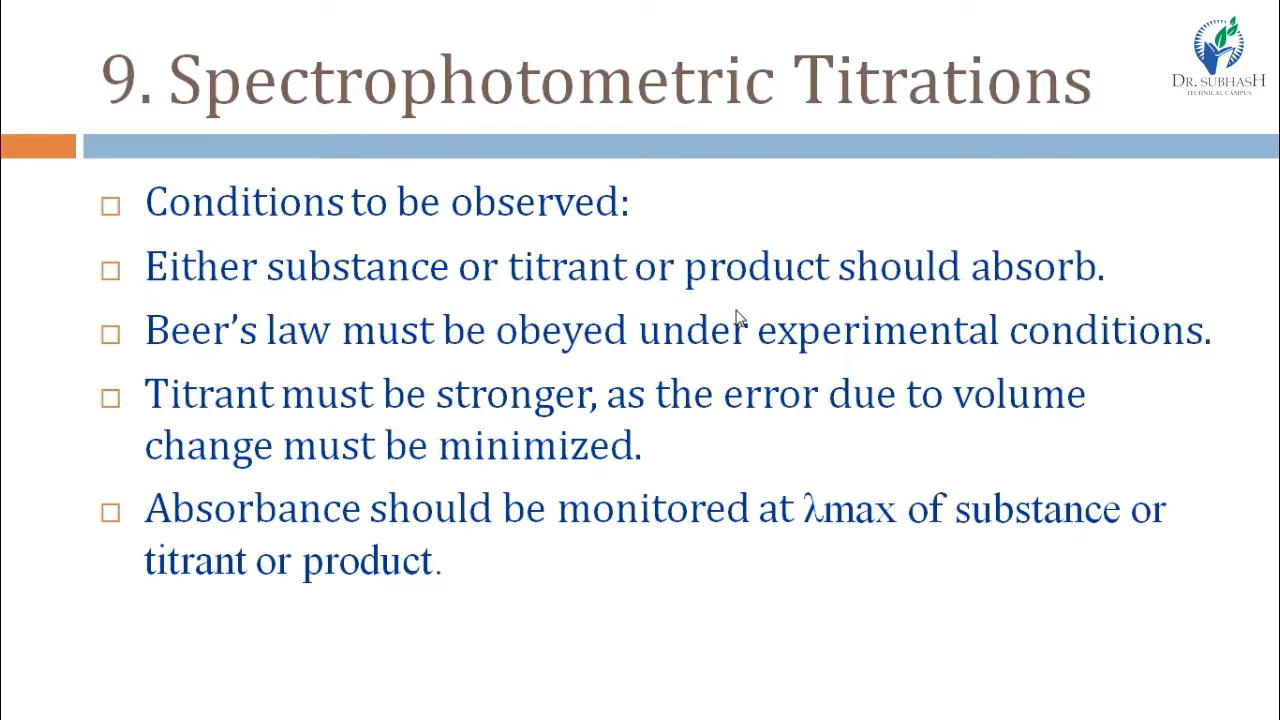 9. Spectrophotometric Titrations
DR. SUBHASH
TECHNICAL CAMPUS
Conditions to be observed:
Either substance or titrant or product should absorb.
Beer’s law must be obeyed under experimental conditions.
Titrant must be stronger, as the error due to volume
change must be minimized.
Absorbance should be monitored at λmax of substance or
titrant or product.